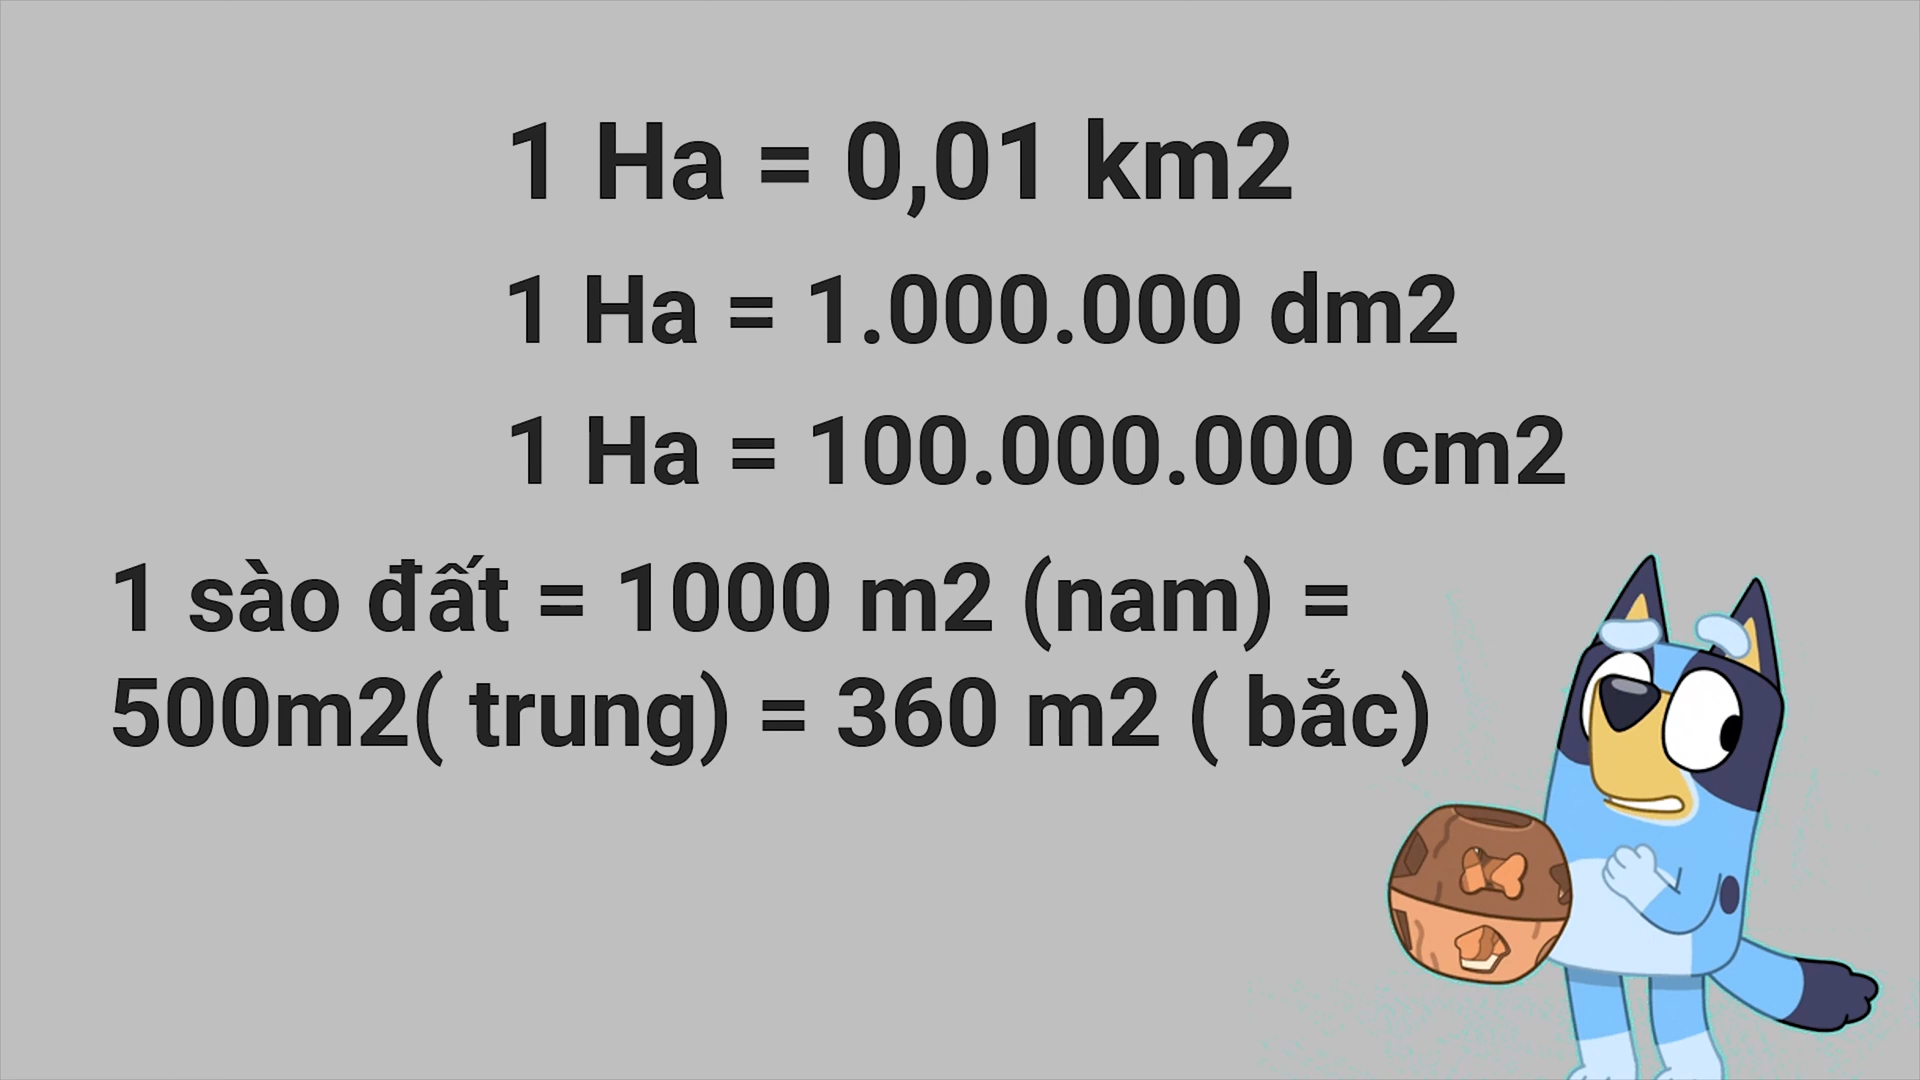 1 Ha = 0,01 km2
1 Ha = 1.000.000 dm2
1 Ha = 100.000.000 cm2
1 sào đất = 1000 m2 (nam) =
500m2( trung) = 360 m2 ( bắc)